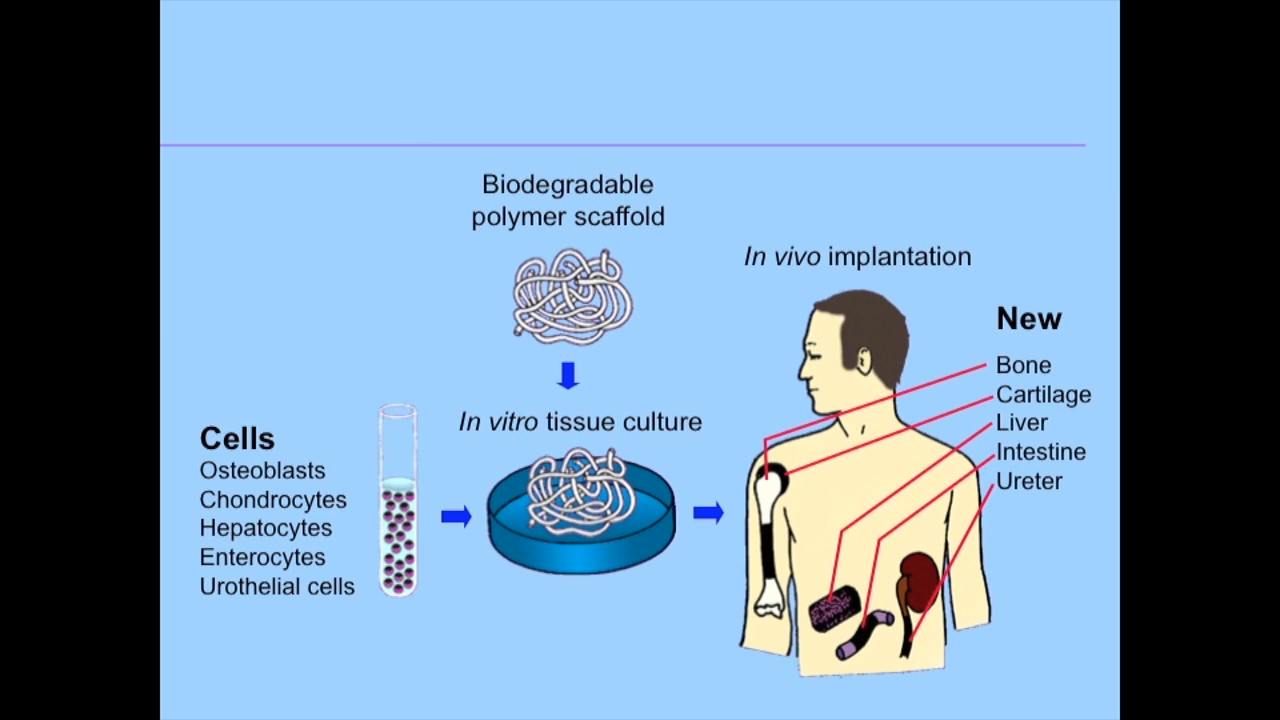 Biodegradable
polymer scaffold
In vivo implantation
New
Bone
Cartilage
Liver
Intestine
Ureter
In vitro tissue culture
Cells
Osteoblasts
Chondrocytes
Hepatocytes
Enterocytes
Urothelial cells